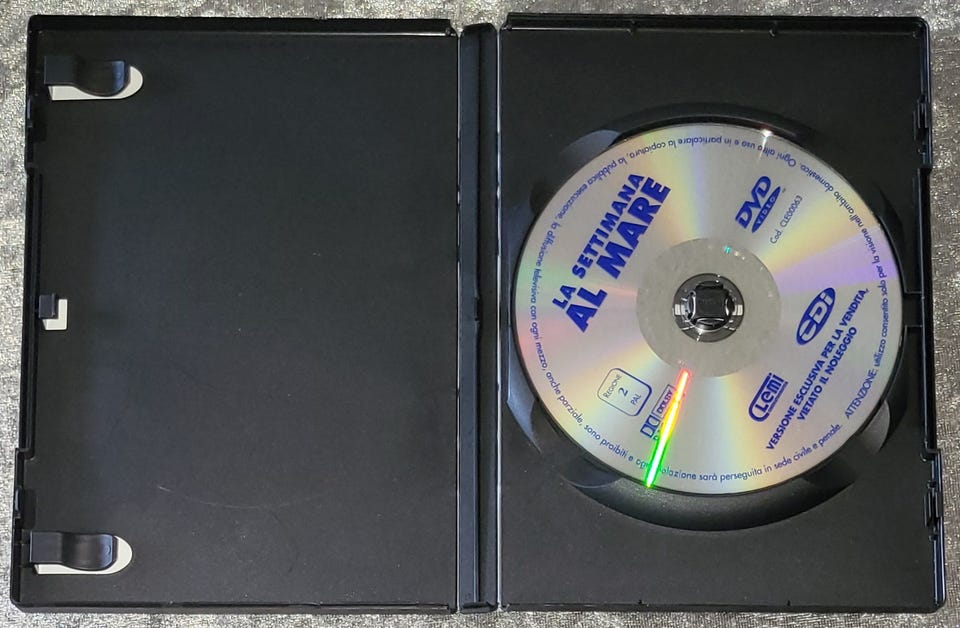 LA SETTIMANA
AL MARE
DVD
VIDEO
Cod. CLE00063
CDi
LEMI
VERSIONE ESCLUSIVA PER LA VENDITA,
VIETATO IL NOLEGGIO
REGIONE
2
PAL
DOLBY
ATTENZIONE: utilizzo consentito solo per la visione nell'ambito domestico. Ogni altro uso e in particolare la copiatura, la pubblica esecuzione, la diffusione televisiva con ogni mezzo, anche parziale, sono proibiti e ogni violazione sarà perseguita in sede civile e penale.